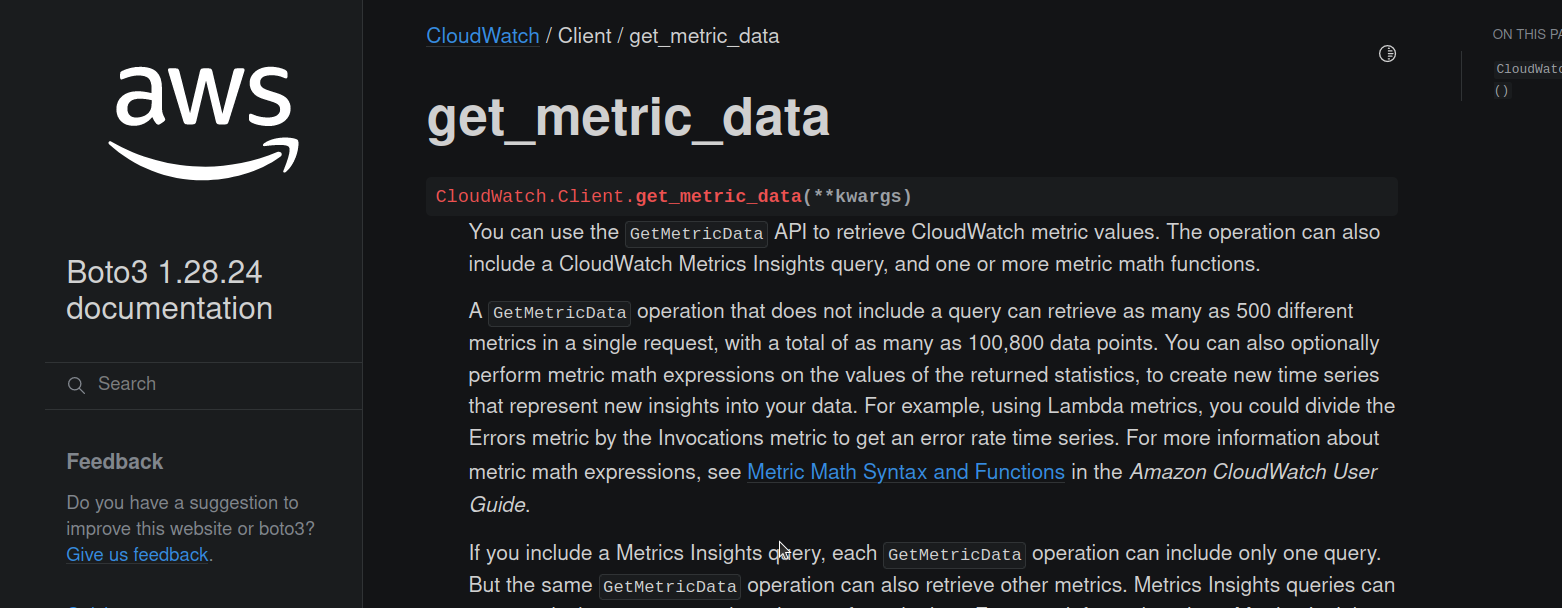 aws
Boto3 1.28.24
documentation
Search
Feedback
Do you have a suggestion to
improve this website or boto3?
Give us feedback.
CloudWatch / Client / get_metric_data
get_metric_data
CloudWatch.Client.get_metric_data(**kwargs)
You can use the GetMetricData API to retrieve CloudWatch metric values. The operation can also
include a CloudWatch Metrics Insights query, and one or more metric math functions.
A GetMetricData operation that does not include a query can retrieve as many as 500 different
metrics in a single request, with a total of as many as 100,800 data points. You can also optionally
perform metric math expressions on the values of the returned statistics, to create new time series
that represent new insights into your data. For example, using Lambda metrics, you could divide the
Errors metric by the Invocations metric to get an error rate time series. For more information about
metric math expressions, see Metric Math Syntax and Functions in the Amazon CloudWatch User
Guide.
If you include a Metrics Insights query, each GetMetricData operation can include only one query.
But the same GetMetricData operation can also retrieve other metrics. Metrics Insights queries can
ON THIS PA
CloudWatc
()